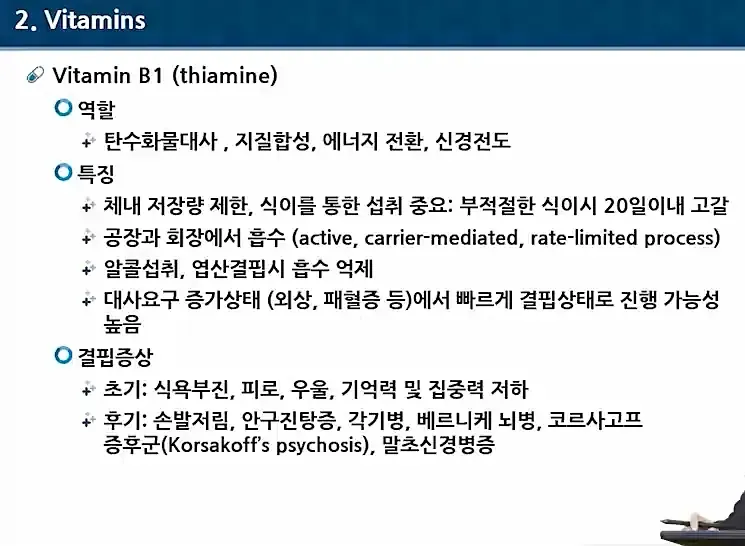 2. Vitamins
Vitamin B1 (thiamine)
역할
탄수화물대사 , 지질합성, 에너지 전환, 신경전도
특징
체내 저장량 제한, 식이를 통한 섭취 중요: 부적절한 식이시 20일이내 고갈
공장과 회장에서 흡수 (active, carrier-mediated, rate-limited process)
알콜섭취, 엽산결핍시 흡수 억제
대사요구 증가상태 (외상, 패혈증 등)에서 빠르게 결핍상태로 진행 가능성
높음
결핍증상
초기: 식욕부진, 피로, 우울, 기억력 및 집중력 저하
후기: 손발저림, 안구진탕증, 각기병, 베르니케 뇌병, 코르사고프
증후군(Korsakoff’s psychosis), 말초신경병증